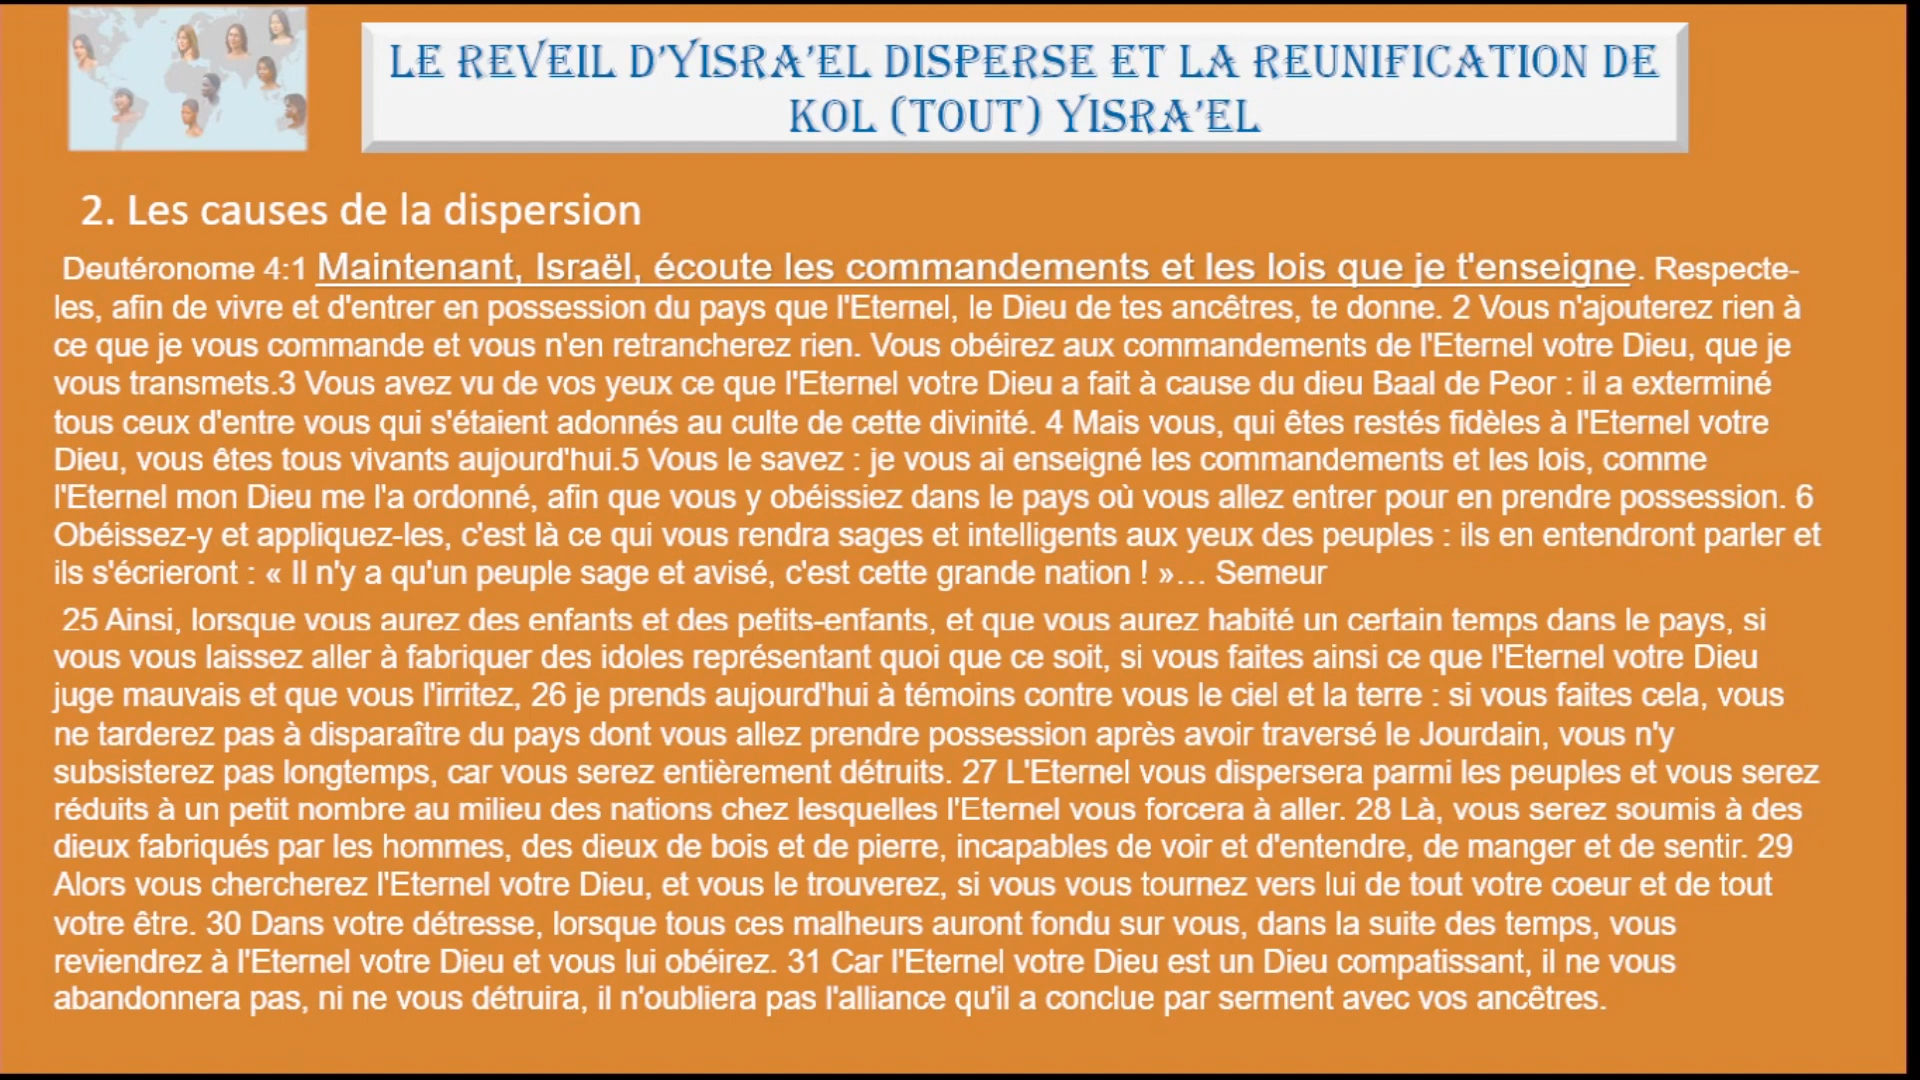 LE REVEIL D'YISRA'EL DISPERSE ET LA REUNIFICATION DE
KOL (TOUT) YISRA'EL
2. Les causes de la dispersion
Deutéronome 4:1 Maintenant, Israël, écoute les commandements et les lois que je t'enseigne. Respecte-
les, afin de vivre et d'entrer en possession du pays que l'Eternel, le Dieu de tes ancêtres, te donne. 2 Vous n'ajouterez rien à
ce que je vous commande et vous n'en retrancherez rien. Vous obéirez aux commandements de l'Eternel votre Dieu, que je
vous transmets.3 Vous avez vu de vos yeux ce que l'Eternel votre Dieu a fait à cause du dieu Baal de Peor : il a exterminé
tous ceux d'entre vous qui s'étaient adonnés au culte de cette divinité. 4 Mais vous, qui êtes restés fidèles à l'Eternel votre
Dieu, vous êtes tous vivants aujourd'hui.5 Vous le savez : je vous ai enseigné les commandements et les lois, comme
l'Eternel mon Dieu me l'a ordonné, afin que vous y obéissiez dans le pays où vous allez entrer pour en prendre possession. 6
Obéissez-y et appliquez-les, c'est là ce qui vous rendra sages et intelligents aux yeux des peuples : ils en entendront parler et
ils s'écrieront : « Il n'y a qu'un peuple sage et avisé, c'est cette grande nation ! »… Semeur
25 Ainsi, lorsque vous aurez des enfants et des petits-enfants, et que vous aurez habité un certain temps dans le pays, si
vous vous laissez aller à fabriquer des idoles représentant quoi que ce soit, si vous faites ainsi ce que l'Eternel votre Dieu
juge mauvais et que vous l'irritez, 26 je prends aujourd'hui à témoins contre vous le ciel et la terre : si vous faites cela, vous
ne tarderez pas à disparaître du pays dont vous allez prendre possession après avoir traversé le Jourdain, vous n'y
subsisterez pas longtemps, car vous serez entièrement détruits. 27 L'Eternel vous dispersera parmi les peuples et vous serez
réduits à un petit nombre au milieu des nations chez lesquelles l'Eternel vous forcera à aller. 28 Là, vous serez soumis à des
dieux fabriqués par les hommes, des dieux de bois et de pierre, incapables de voir et d'entendre, de manger et de sentir. 29
Alors vous chercherez l'Eternel votre Dieu, et vous le trouverez, si vous vous tournez vers lui de tout votre coeur et de tout
votre être. 30 Dans votre détresse, lorsque tous ces malheurs auront fondu sur vous, dans la suite des temps, vous
reviendrez à l'Eternel votre Dieu et vous lui obéirez. 31 Car l'Eternel votre Dieu est un Dieu compatissant, il ne vous
abandonnera pas, ni ne vous détruira, il n'oubliera pas l'alliance qu'il a conclue par serment avec vos ancêtres.